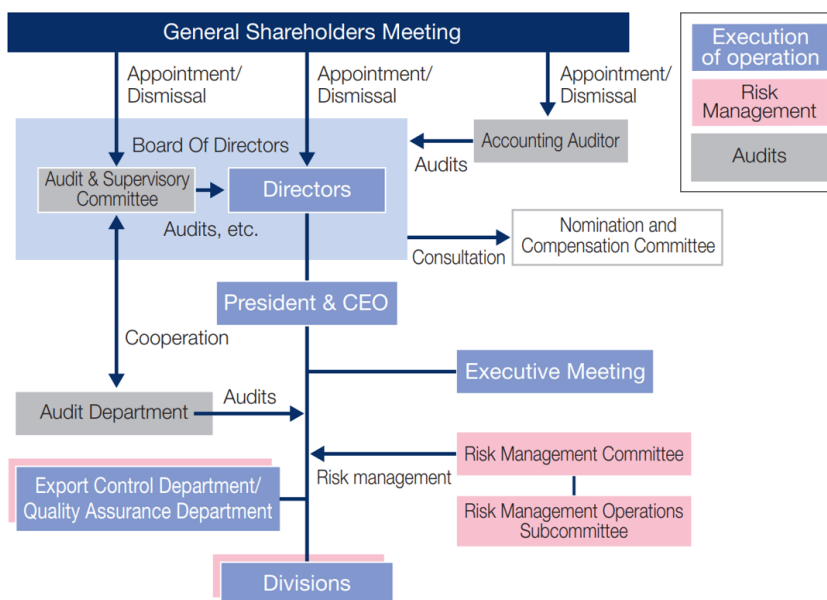 General Shareholders Meeting
Appointment/
Dismissal
Appointment/
Dismissal
Appointment/
Dismissal
Execution
of operation
Risk
Management
Audits
Board Of Directors
Audit & Supervisory
Committee
Directors
Audits, etc.
Audits
Accounting Auditor
Consultation
Nomination and
Compensation Committee
President & CEO
Cooperation
Executive Meeting
Audit Department
Audits
Risk management
Risk Management Committee
Export Control Department/
Quality Assurance Department
Risk Management Operations
Subcommittee
Divisions